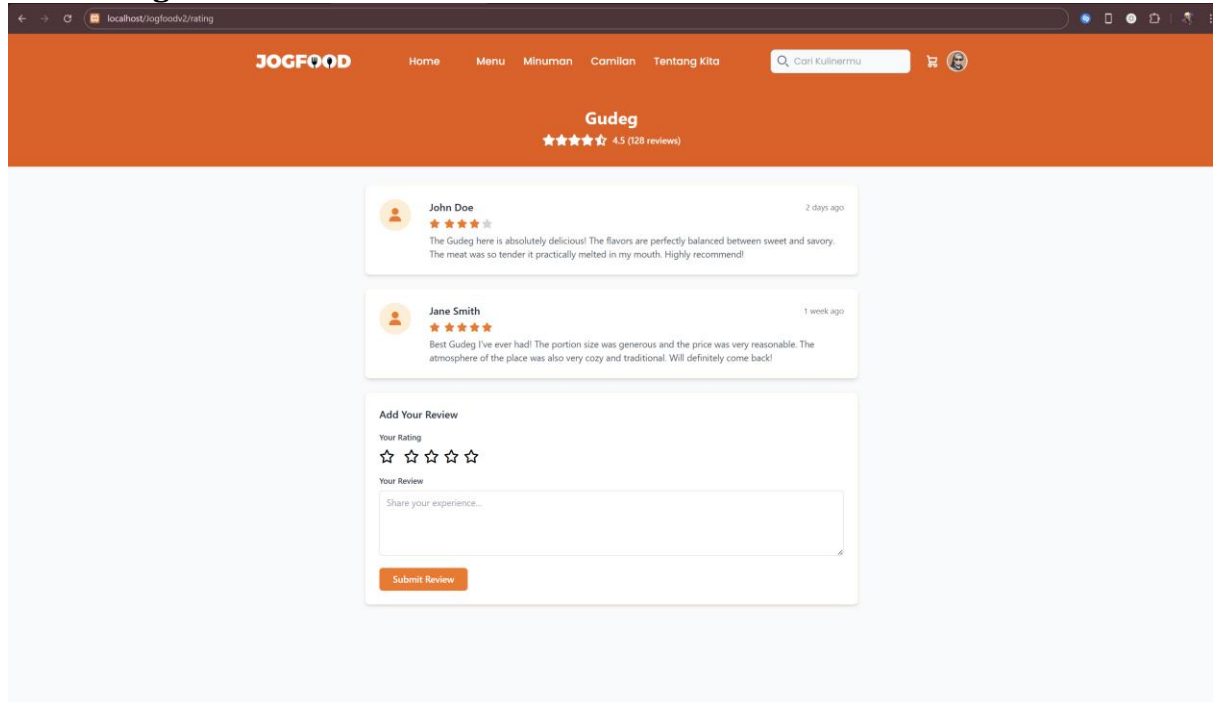 localhost/Jogfoodv2/rating
JOGFOOD Home Menu Minuman Camilan Tentang Kita Cari Kulinermu
Gudeg
4.5 (128 reviews)
John Doe 2 days ago
The Gudeg here is absolutely delicious! The flavors are perfectly balanced between sweet and savory.
The meat was so tender it practically melted in my mouth. Highly recommend!
Jane Smith 1 week ago
Best Gudeg I've ever had! The portion size was generous and the price was very reasonable. The
atmosphere of the place was also very cozy and traditional. Will definitely come back!
Add Your Review
Your Rating
Your Review
Share your experience...
Submit Review